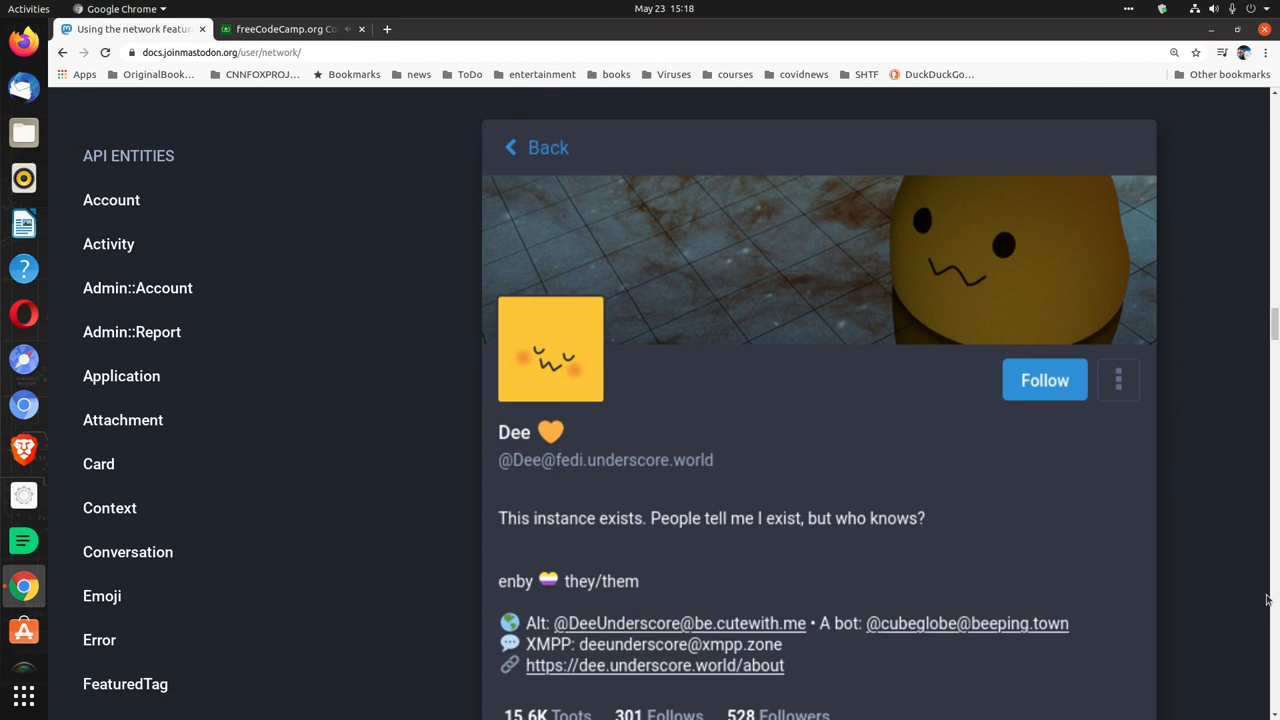 Activities
Google Chrome
May 23 15:18
Using the network featur
freeCodeCamp.org Co
docs.joinmastodon.org/user/network/
Apps
OriginalBook...
CNNFOXPROJ...
Bookmarks
news
ToDo
entertainment
books
Viruses
courses
covidnews
SHTF
DuckDuckGo...
Other bookmarks
API ENTITIES
Account
Activity
Admin::Account
Admin::Report
Application
Attachment
Card
Context
Conversation
Emoji
Error
FeaturedTag
Back
Follow
Dee 🧡
@Dee@fedi.underscore.world
This instance exists. People tell me I exist, but who knows?
enby they/them
Alt: @DeeUnderscore@be.cutewith.me • A bot: @cubeglobe@beeping.town
XMPP: deeunderscore@xmpp.zone
https://dee.underscore.world/about
15.6K Toots 301 Follows 528 Followers